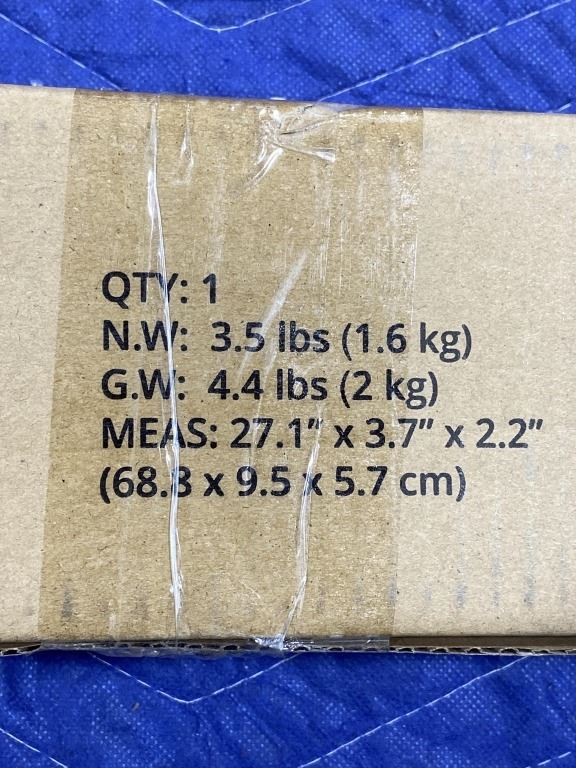 QTY: 1
N.W: 3.5 lbs (1.6 kg)
G.W: 4.4 lbs (2 kg)
MEAS: 27.1” x 3.7” x 2.2”
(68.8 x 9.5 x 5.7 cm)